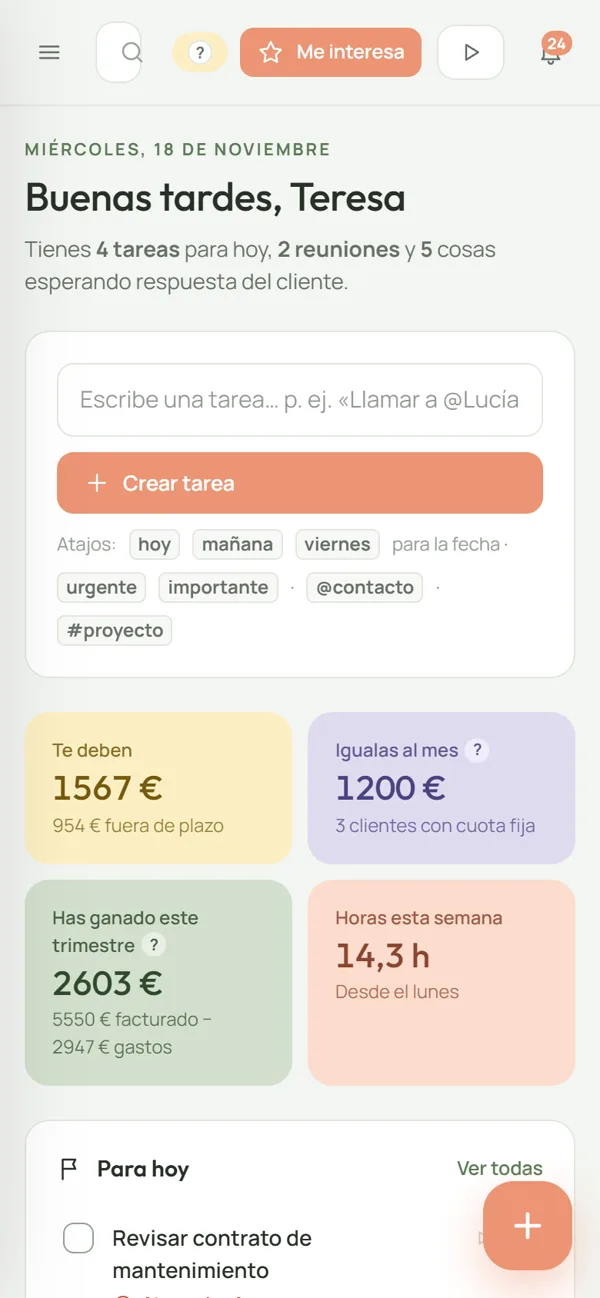 ?
Me interesa
24
MIÉRCOLES, 18 DE NOVIEMBRE
Buenas tardes, Teresa
Tienes 4 tareas para hoy, 2 reuniones y 5 cosas
esperando respuesta del cliente.
Escribe una tarea... p. ej. «Llamar a @Lucía
Crear tarea
Atajos: hoy mañana viernes para la fecha ·
urgente importante · @contacto ·
#proyecto
Te deben
1567 €
954 € fuera de plazo
Igualas al mes ?
1200 €
3 clientes con cuota fija
Has ganado este
trimestre ?
2603 €
5550 € facturado −
2947 € gastos
Horas esta semana
14,3 h
Desde el lunes
Para hoy
Ver todas
Revisar contrato de
mantenimiento